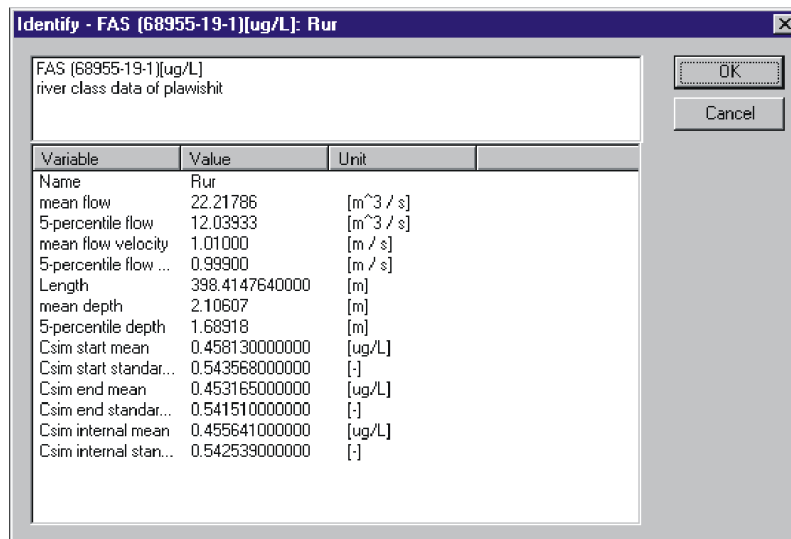 Identify - FAS (68955-19-1)[ug/L]: Rur
FAS (68955-19-1)[ug/L]
river class data of plawishit
OK
Cancel
Variable Value Unit
Name Rur
mean flow 22.21786 [m^3 / s]
5-percentile flow 12.03933 [m^3 / s]
mean flow velocity 1.01000 [m / s]
5-percentile flow ... 0.99900 [m / s]
Length 398.4147640000 [m]
mean depth 2.10607 [m]
5-percentile depth 1.68918 [m]
Csim start mean 0.458130000000 [ug/L]
Csim start standar... 0.543568000000 [-]
Csim end mean 0.453165000000 [ug/L]
Csim end standar... 0.541510000000 [-]
Csim internal mean 0.455641000000 [ug/L]
Csim internal stan... 0.542539000000 [-]